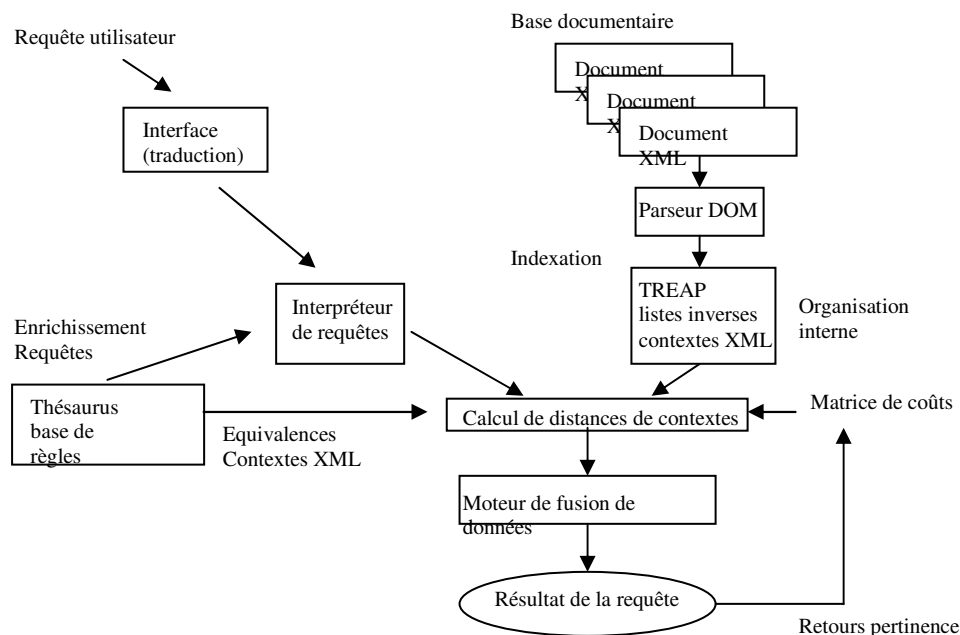 Base documentaire
Requête utilisateur
Document
X
Document
X
Document
XML
Interface
(traduction)
Parseur DOM
Indexation
TREAP
listes inverses
contextes XML
Organisation
interne
Interpréteur
de requêtes
Enrichissement
Requêtes
Thésaurus
base de
règles
Equivalences
Contextes XML
Calcul de distances de contextes
Matrice de coûts
Moteur de fusion de
données
Résultat de la requête
Retours pertinence